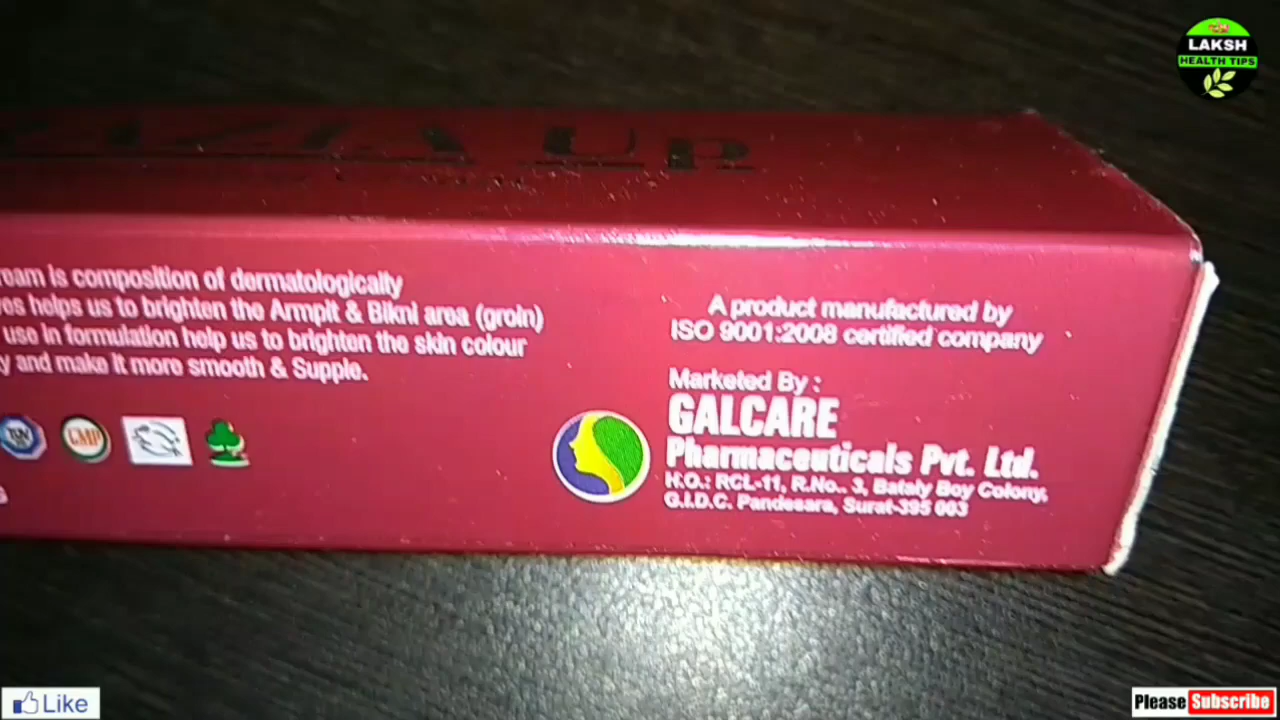 LAKSH
HEALTH TIPS
UP
is composition of dermatologically
helps us to brighten the Armpit & Bikni area (groin)
use in formulation help us to brighten the skin colour
and make it more smooth & Supple.
GMP
A product manufactured by
ISO 9001:2008 certified company
Marketed By :
GALCARE
Pharmaceuticals Pvt. Ltd.
H.O.: RCL-11, R.No.. 3, Bataly Boy Colony,
G.I.D.C. Pandesara, Surat-395 003
Like
Please Subscribe